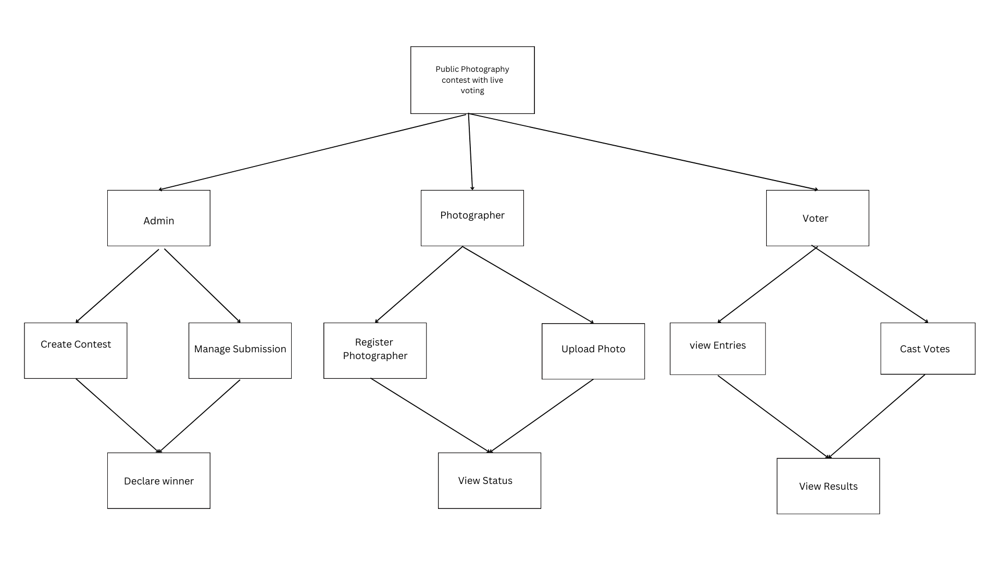 Public Photography
contest with live
voting
Admin
Photographer
Voter
Create Contest
Manage Submission
Register
Photographer
Upload Photo
view Entries
Cast Votes
Declare winner
View Status
View Results